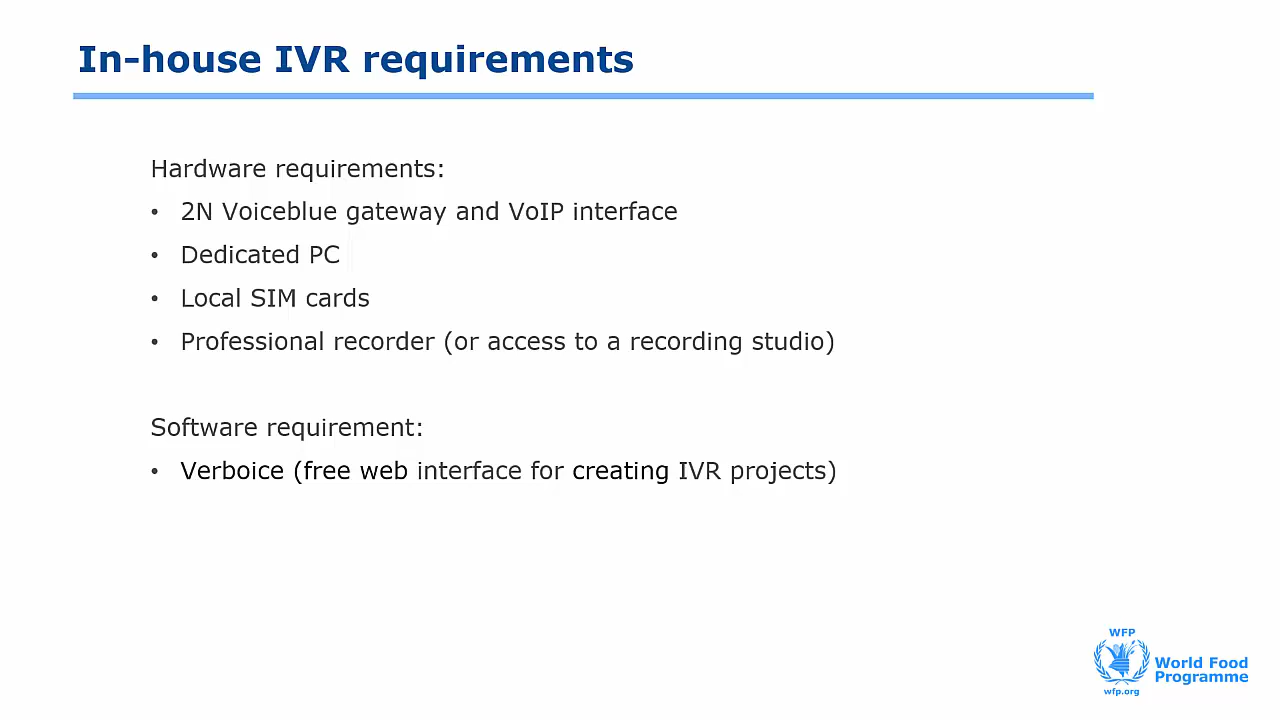 In-house IVR requirements
Hardware requirements:
• 2N Voiceblue gateway and VoIP interface
• Dedicated PC
• Local SIM cards
• Professional recorder (or access to a recording studio)
Software requirement:
• Verboice (free web interface for creating IVR projects)
WFP
World Food
Programme
wfp.org